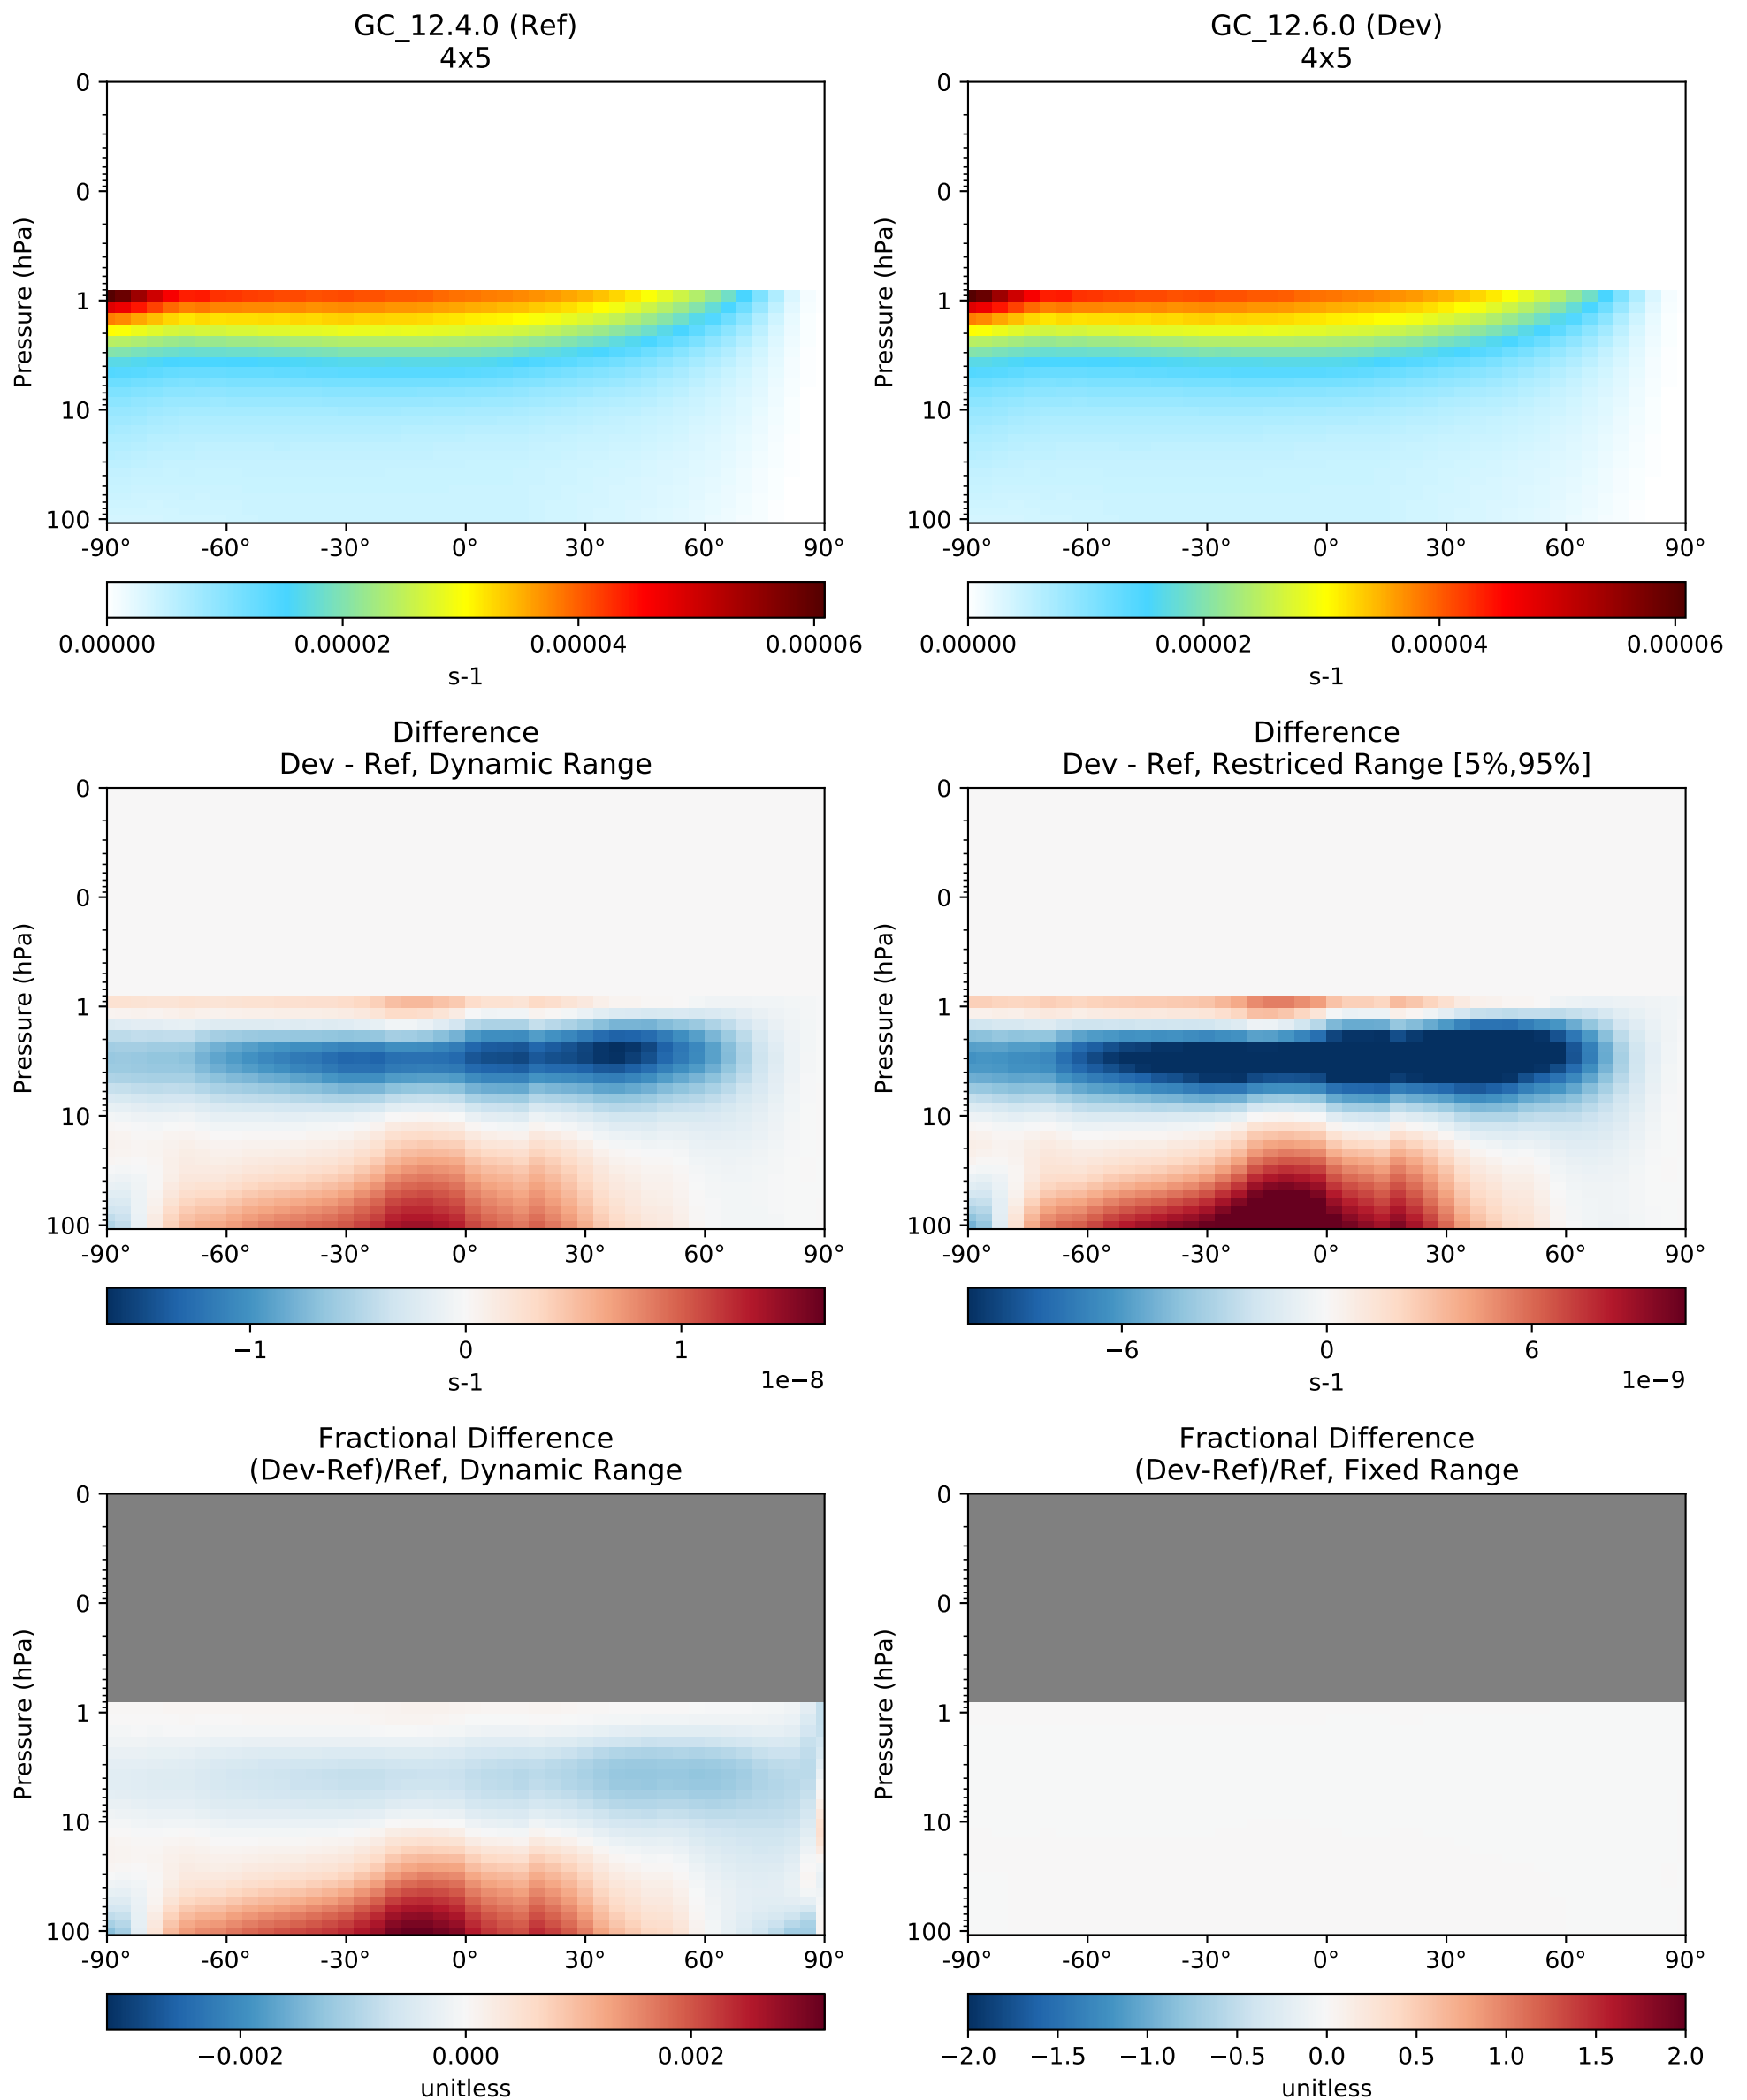 GC_12.4.0 (Ref)
4x5
GC_12.6.0 (Dev)
4x5
Pressure (hPa)
0
0
1
10
100
-90° -60° -30° 0° 30° 60° 90°
0.00000 0.00002 0.00004 0.00006
s-1
Pressure (hPa)
0
0
1
10
100
-90° -60° -30° 0° 30° 60° 90°
0.00000 0.00002 0.00004 0.00006
s-1
Difference
Dev - Ref, Dynamic Range
Pressure (hPa)
0
0
1
10
100
-90° -60° -30° 0° 30° 60° 90°
−1 0 1
s-1
1e−8
Difference
Dev - Ref, Restriced Range [5%,95%]
Pressure (hPa)
0
0
1
10
100
-90° -60° -30° 0° 30° 60° 90°
−6 0 6
s-1
1e−9
Fractional Difference
(Dev-Ref)/Ref, Dynamic Range
Pressure (hPa)
0
0
1
10
100
-90° -60° -30° 0° 30° 60° 90°
−0.002 0.000 0.002
unitless
Fractional Difference
(Dev-Ref)/Ref, Fixed Range
Pressure (hPa)
0
0
1
10
100
-90° -60° -30° 0° 30° 60° 90°
−2.0 −1.5 −1.0 −0.5 0.0 0.5 1.0 1.5 2.0
unitless